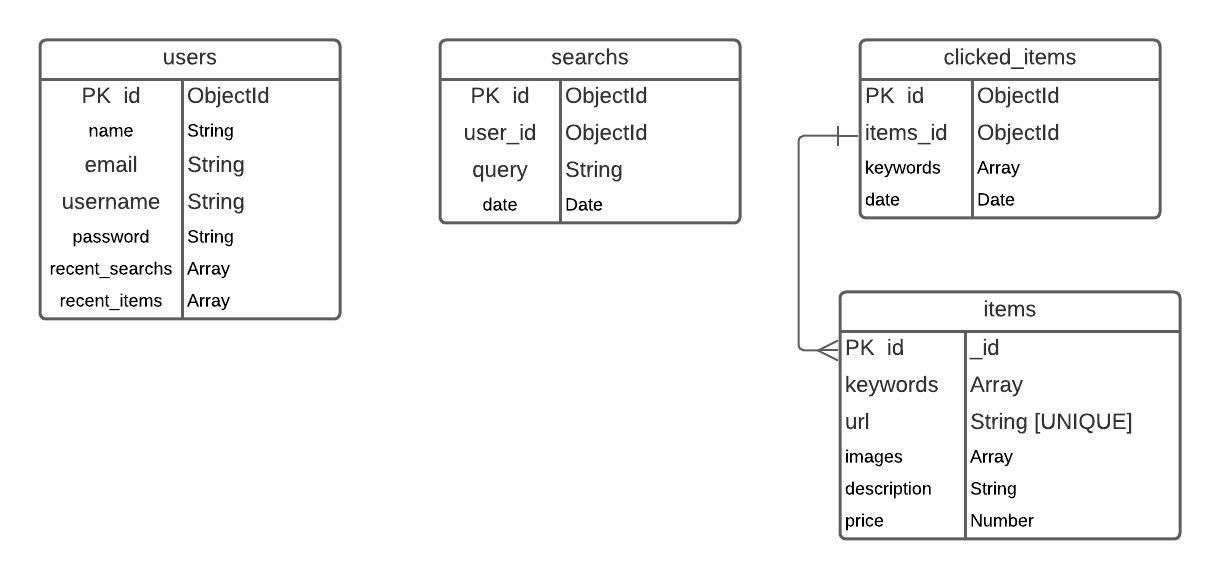 users
PK id ObjectId
name String
email String
username String
password String
recent_searchs Array
recent_items Array
searchs
PK id ObjectId
user_id ObjectId
query String
date Date
clicked_items
PK id ObjectId
items_id ObjectId
keywords Array
date Date
items
PK id _id
keywords Array
url String [UNIQUE]
images Array
description String
price Number